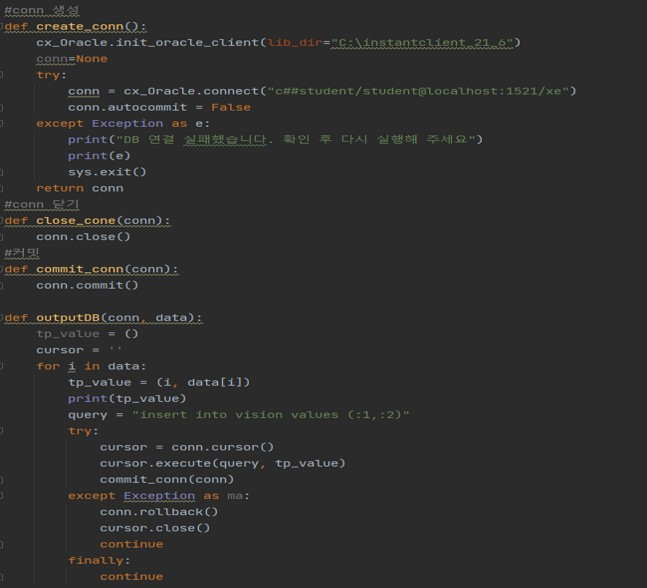 #conn 생성
def create_conn():
    cx_Oracle.init_oracle_client(lib_dir="C:\instantclient_21_6")
    conn=None
    try:
        conn = cx_Oracle.connect("c##student/student@localhost:1521/xe")
        conn.autocommit = False
    except Exception as e:
        print("DB 연결 실패했습니다. 확인 후 다시 실행해 주세요")
        print(e)
        sys.exit()
    return conn
#conn 닫기
def close_cone(conn):
    conn.close()
#커밋
def commit_conn(conn):
    conn.commit()
def outputDB(conn, data):
    tp_value = ()
    cursor = ''
    for i in data:
        tp_value = (i, data[i])
        print(tp_value)
        query = "insert into vision values (:1,:2)"
        try:
            cursor = conn.cursor()
            cursor.execute(query, tp_value)
            commit_conn(conn)
        except Exception as ma:
            conn.rollback()
            cursor.close()
            continue
        finally:
            continue